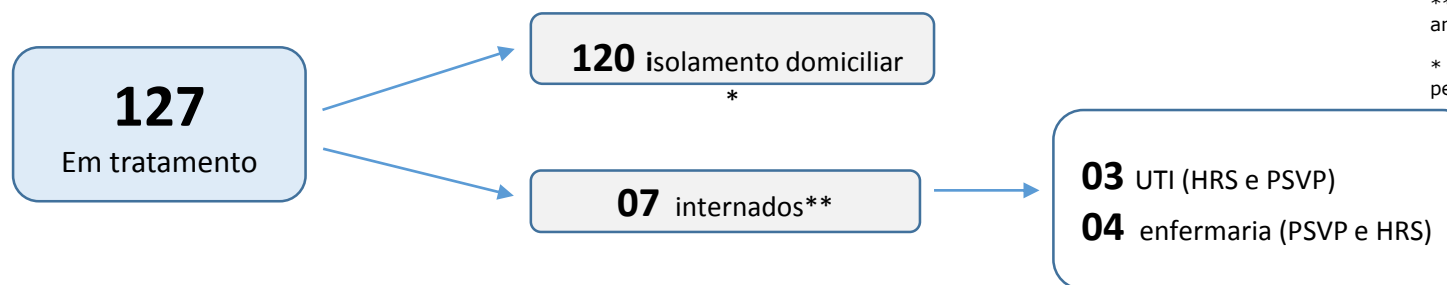 127
Em tratamento
120 isolamento domiciliar
*
07 internados**
03 UTI (HRS e PSVP)
04 enfermaria (PSVP e HRS)
**
*